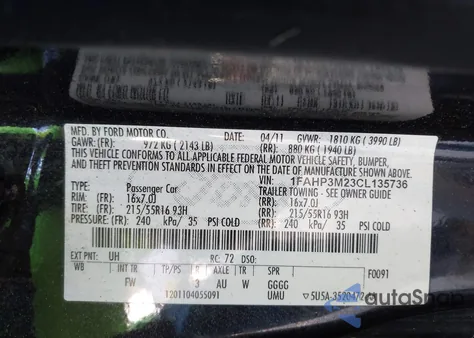 MFD. BY FORD MOTOR CO.
DATE: 04/11 GVWR: 1810 KG ( 3990 LB)
GAWR: (FR): 972 KG ( 2143 LB) (RR): 880 KG ( 1940 LB)
THIS VEHICLE CONFORMS TO ALL APPLICABLE FEDERAL MOTOR VEHICLE SAFETY, BUMPER,
AND THEFT PREVENTION STANDARDS IN EFFECT ON THE DATE OF MANUFACTURE SHOWN ABOVE.
VIN: 1FAHP3M23CL135736
TYPE: Passenger Car TRAILER TOWING - SEE OWNER GUIDE
RIM: (FR) 16x7.0J (RR): 16x7.0J
TIRE: (FR) 215/55R16 93H (RR): 215/55R16 93H
PRESSURE: (FR): 240 kPa/ 35 PSI COLD (RR): 240 kPa/ 35 PSI COLD
EXT PNT: UH RC: 72 DSO: F0091
WB INT TR TP/PS R AXLE TR SPR
FW 3 AU W GGGG
1201104055091 UMU
autoSpan